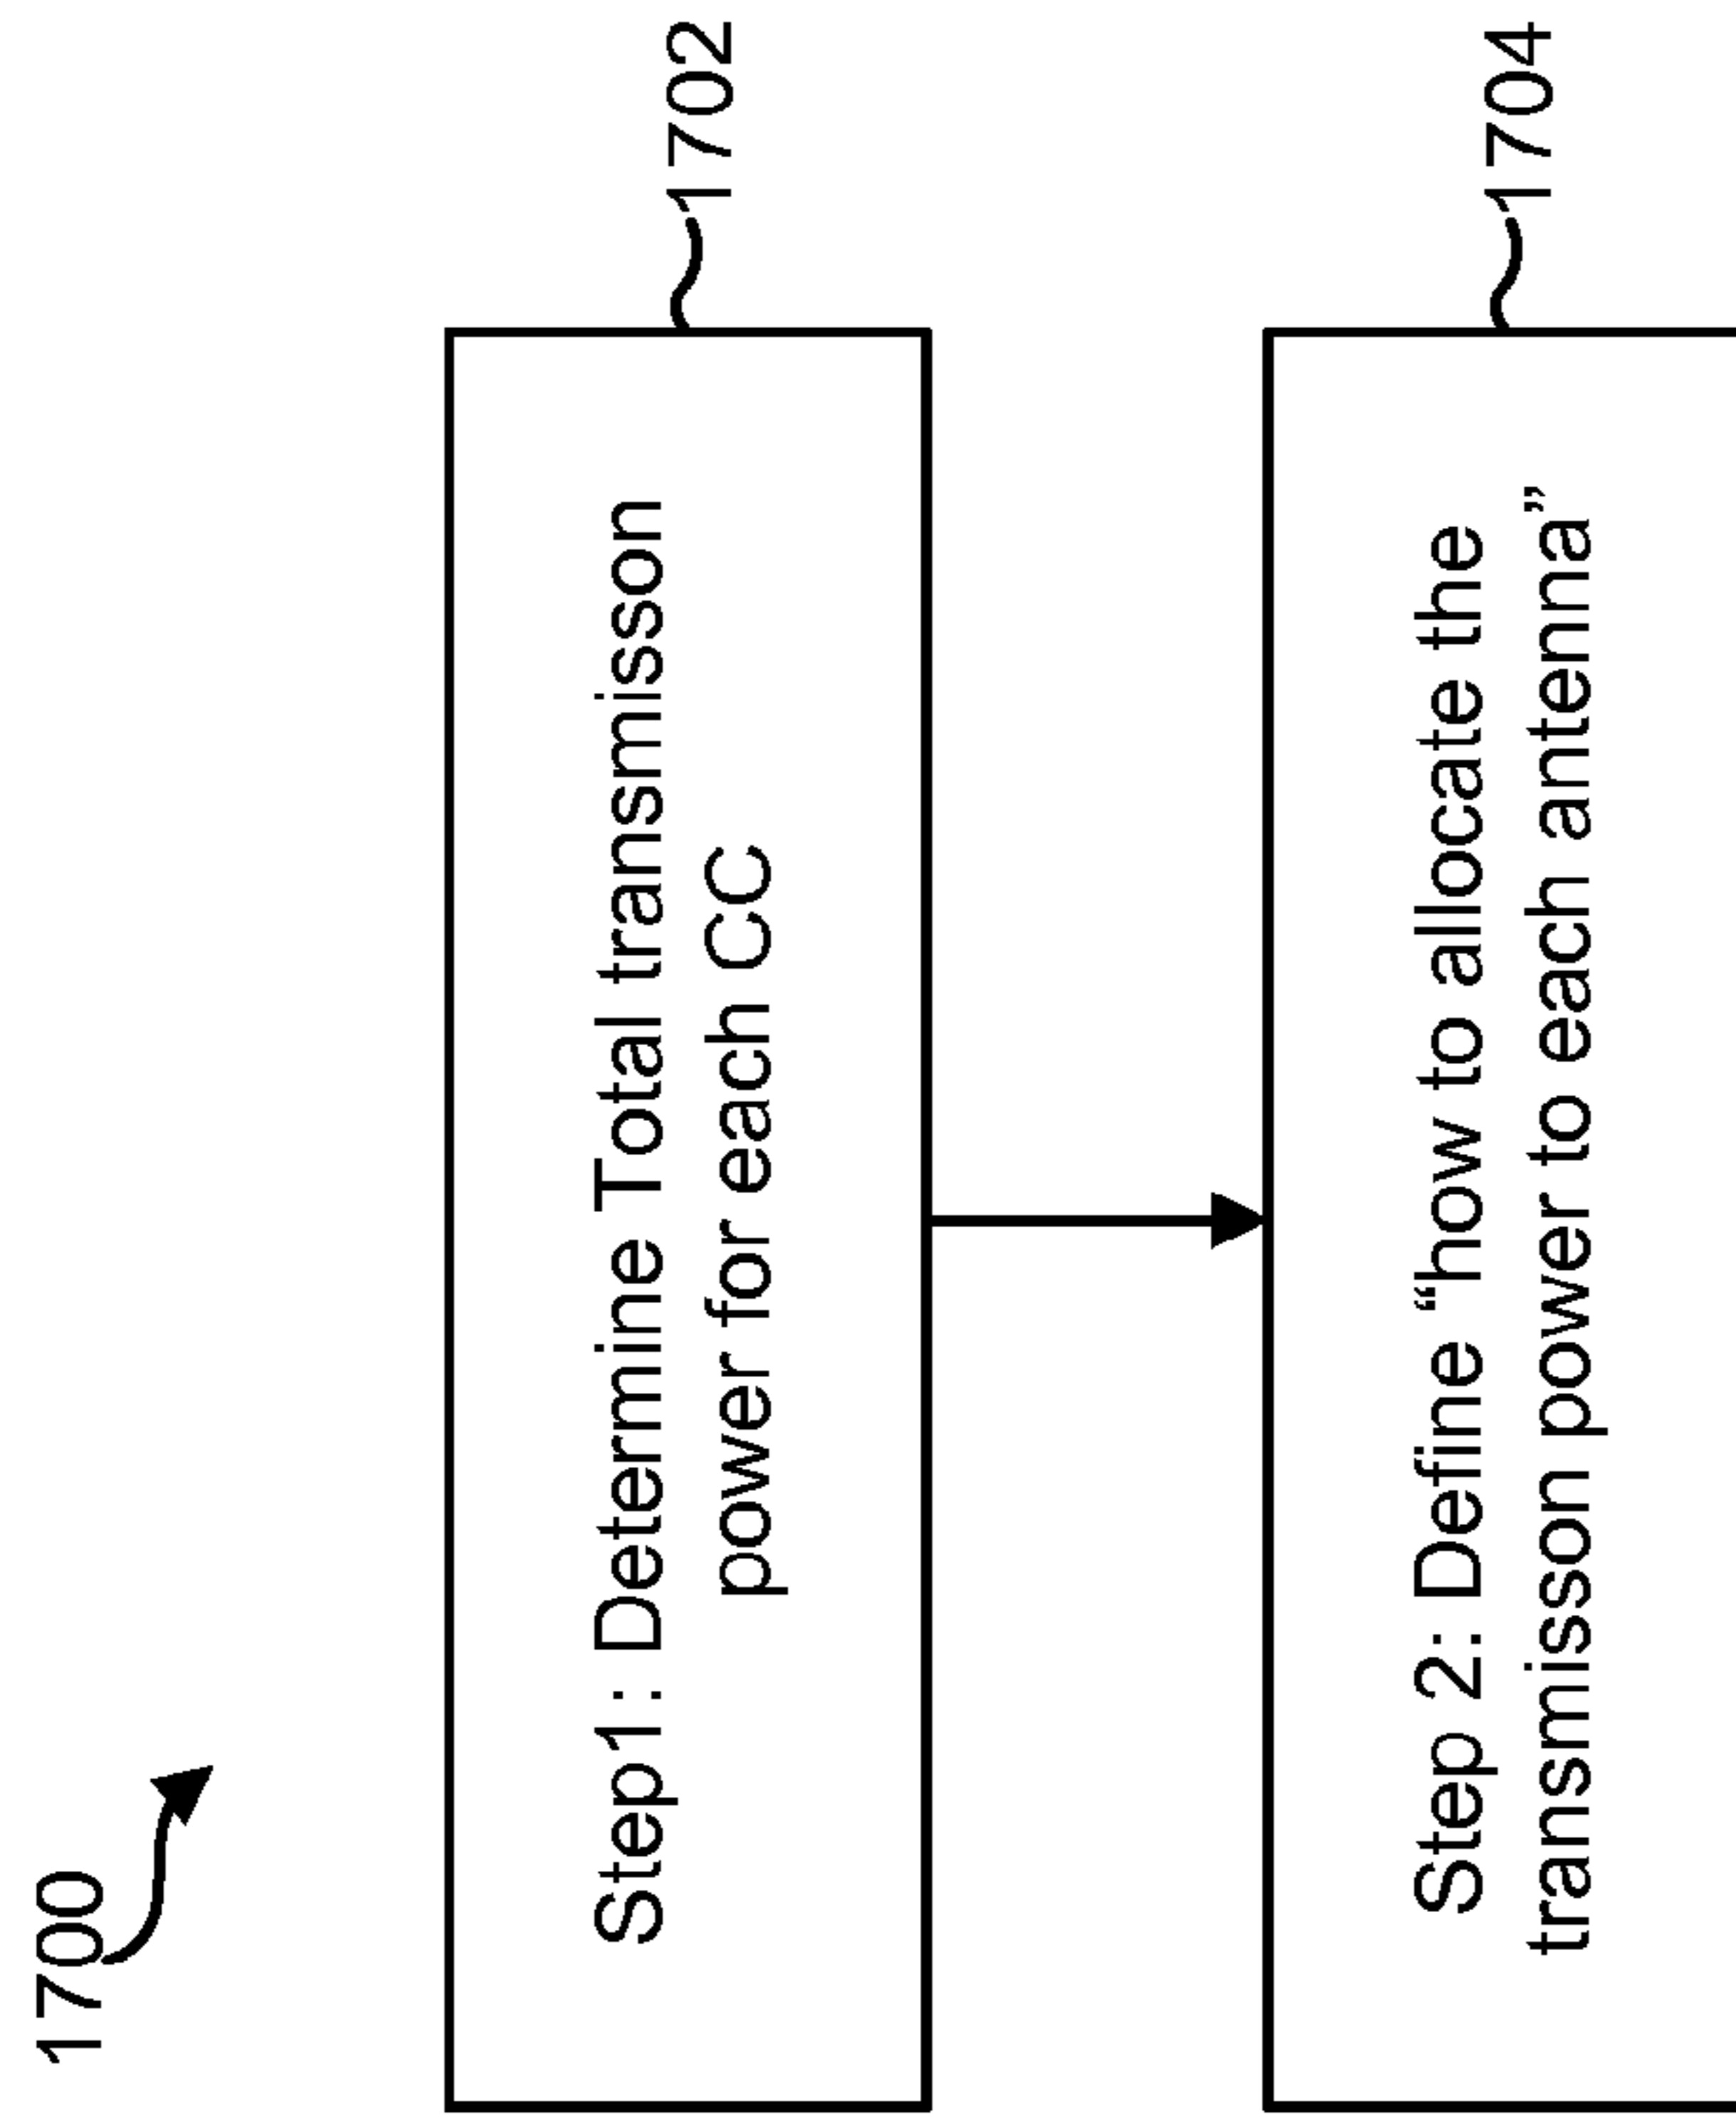 1700
Step1: Determine Total transmisson
power for each CC
1702
Step 2: Define “how to allocate the
transmisson power to each antenna”
1704